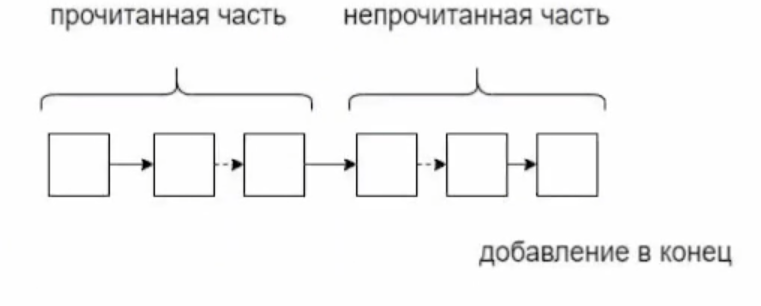 прочитанная часть непрочитанная часть
добавление в конец